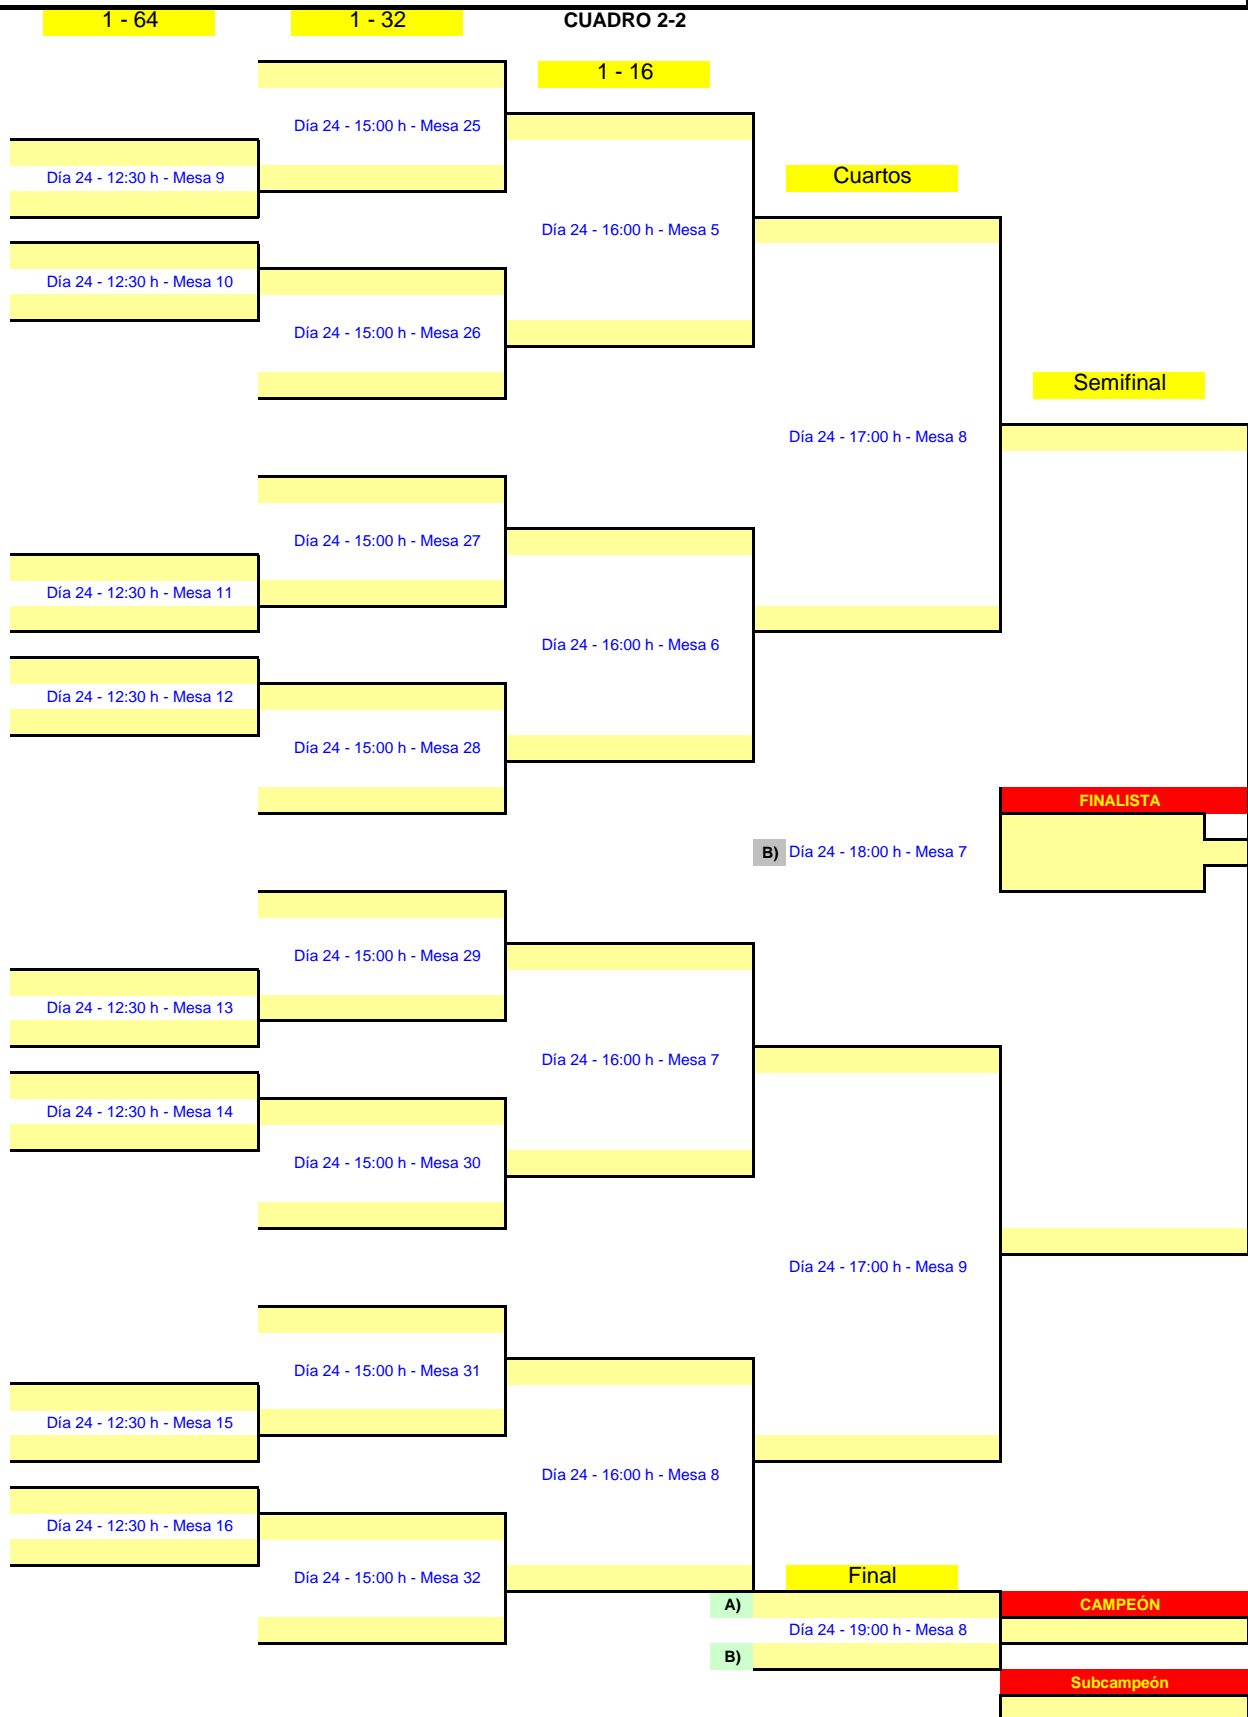 1 - 64
1 - 32
CUADRO 2-2
1 - 16
Día 24 - 15:00 h - Mesa 25
Día 24 - 12:30 h - Mesa 9
Cuartos
Día 24 - 16:00 h - Mesa 5
Día 24 - 12:30 h - Mesa 10
Día 24 - 15:00 h - Mesa 26
Semifinal
Día 24 - 17:00 h - Mesa 8
Día 24 - 15:00 h - Mesa 27
Día 24 - 12:30 h - Mesa 11
Día 24 - 16:00 h - Mesa 6
Día 24 - 12:30 h - Mesa 12
Día 24 - 15:00 h - Mesa 28
FINALISTA
B) Día 24 - 18:00 h - Mesa 7
Día 24 - 15:00 h - Mesa 29
Día 24 - 12:30 h - Mesa 13
Día 24 - 16:00 h - Mesa 7
Día 24 - 12:30 h - Mesa 14
Día 24 - 15:00 h - Mesa 30
Día 24 - 17:00 h - Mesa 9
Día 24 - 15:00 h - Mesa 31
Día 24 - 12:30 h - Mesa 15
Día 24 - 16:00 h - Mesa 8
Día 24 - 12:30 h - Mesa 16
Día 24 - 15:00 h - Mesa 32
Final
A)
CAMPEÓN
Día 24 - 19:00 h - Mesa 8
B)
Subcampeón